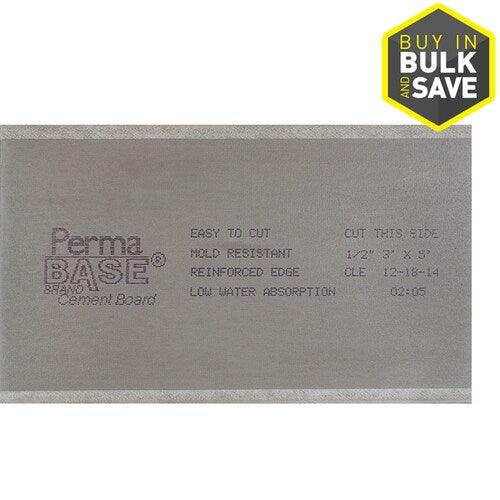 BUY IN
BULK
AND SAVE
Perma
BASE®
BRAND
Cement Board
EASY TO CUT
MOLD RESISTANT
REINFORCED EDGE
LOW WATER ABSORPTION
CUT THIS SIDE
1/2" 3' X 5'
CLE 12-18-14
02:05